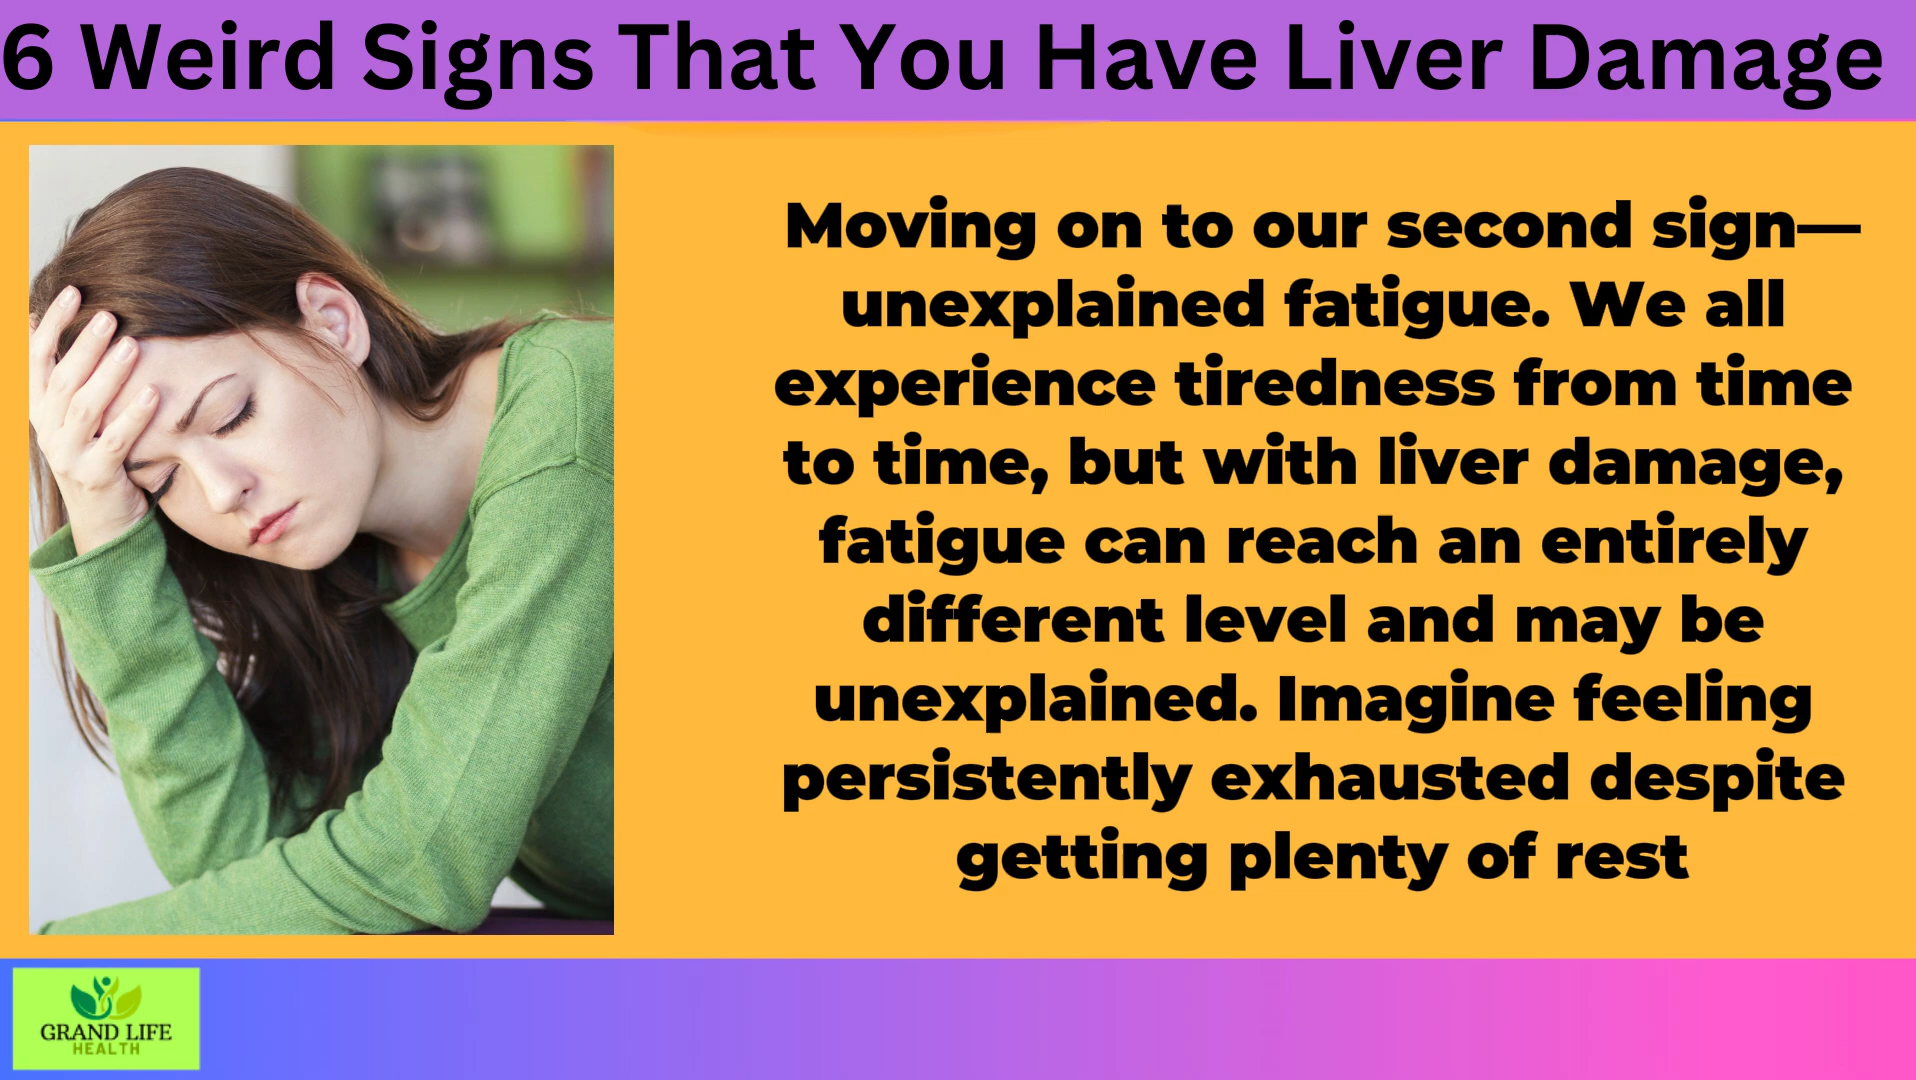 6 Weird Signs That You Have Liver Damage
Moving on to our second sign—
unexplained fatigue. We all
experience tiredness from time
to time, but with liver damage,
fatigue can reach an entirely
different level and may be
unexplained. Imagine feeling
persistently exhausted despite
getting plenty of rest
GRAND LIFE
HEALTH